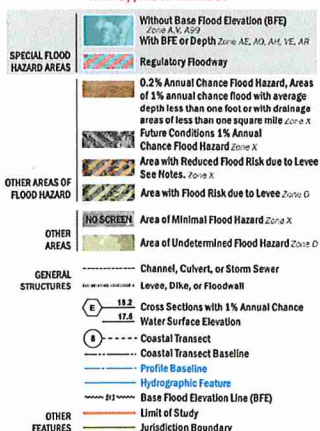 Without Base Flood Elevation (BFE)
Zone A,V, A99
With BFE or Depth Zone AE, AO, AH, VE, AR
SPECIAL FLOOD
HAZARD AREAS
Regulatory Floodway
0.2% Annual Chance Flood Hazard, Areas
of 1% annual chance flood with average
depth less than one foot or with drainage
areas of less than one square mile Zone X
Future Conditions 1% Annual
Chance Flood Hazard Zone X
Area with Reduced Flood Risk due to Levee
See Notes. Zone X
OTHER AREAS OF
FLOOD HAZARD
Area with Flood Risk due to Levee Zone D
NO SCREEN Area of Minimal Flood Hazard Zone X
OTHER
AREAS
Area of Undetermined Flood Hazard Zone D
GENERAL
STRUCTURES
Channel, Culvert, or Storm Sewer
Levee, Dike, or Floodwall
E 18.2 Cross Sections with 1% Annual Chance
17.5 Water Surface Elevation
8 Coastal Transect
Coastal Transect Baseline
Profile Baseline
Hydrographic Feature
513 Base Flood Elevation Line (BFE)
OTHER
FEATURES
Limit of Study
Jurisdiction Boundary